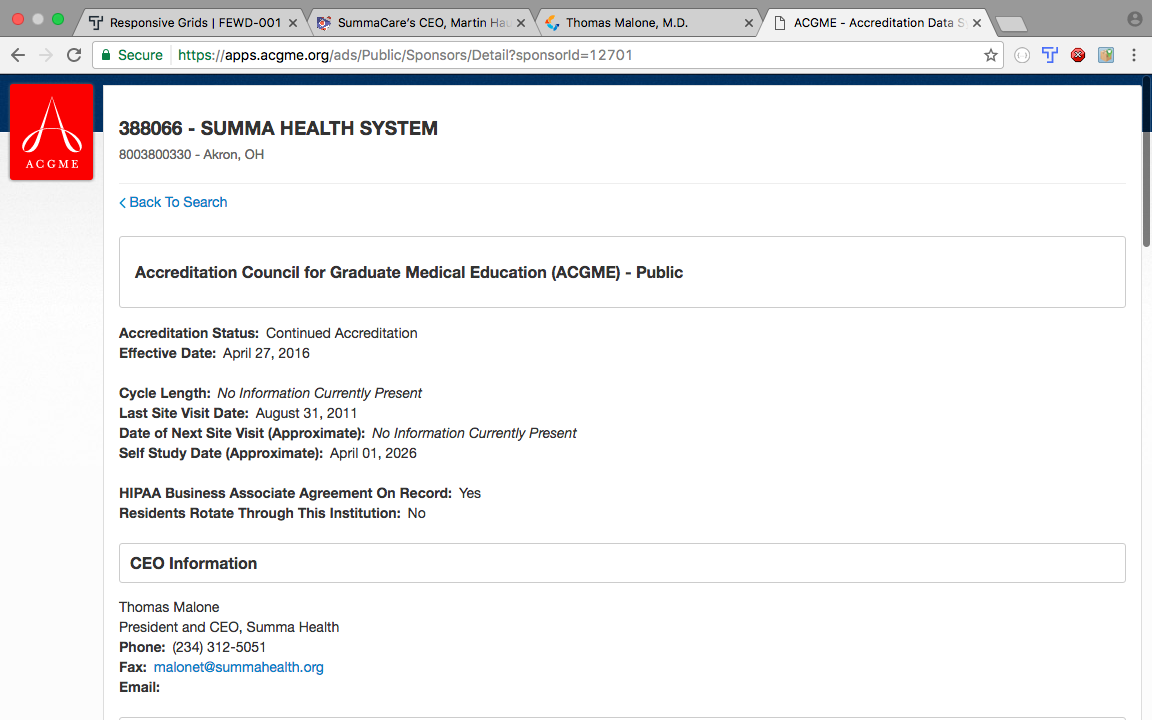 Responsive Grids | FEWD-001
SummaCare's CEO, Martin Hau
Thomas Malone, M.D.
ACGME - Accreditation Data S
Secure
https://apps.acgme.org/ads/Public/Sponsors/Detail?sponsorId=12701
ACGME
388066 - SUMMA HEALTH SYSTEM
8003800330 - Akron, OH
Back To Search
Accreditation Council for Graduate Medical Education (ACGME) - Public
Accreditation Status: Continued Accreditation
Effective Date: April 27, 2016
Cycle Length: No Information Currently Present
Last Site Visit Date: August 31, 2011
Date of Next Site Visit (Approximate): No Information Currently Present
Self Study Date (Approximate): April 01, 2026
HIPAA Business Associate Agreement On Record: Yes
Residents Rotate Through This Institution: No
CEO Information
Thomas Malone
President and CEO, Summa Health
Phone: (234) 312-5051
Fax: malonet@summahealth.org
Email: